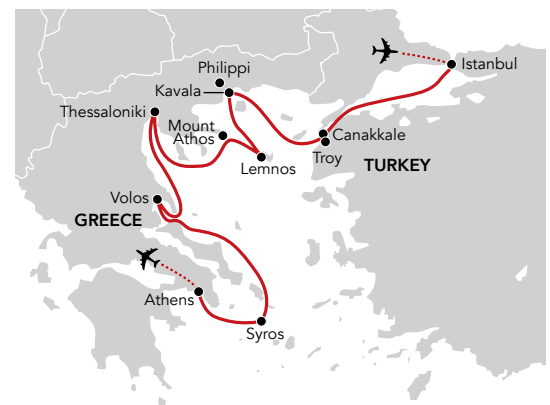 Philippi
Istanbul
Kavala
Thessaloniki
Mount
Athos
Canakkale
Troy
Lemnos
TURKEY
Volos
GREECE
Athens
Syros